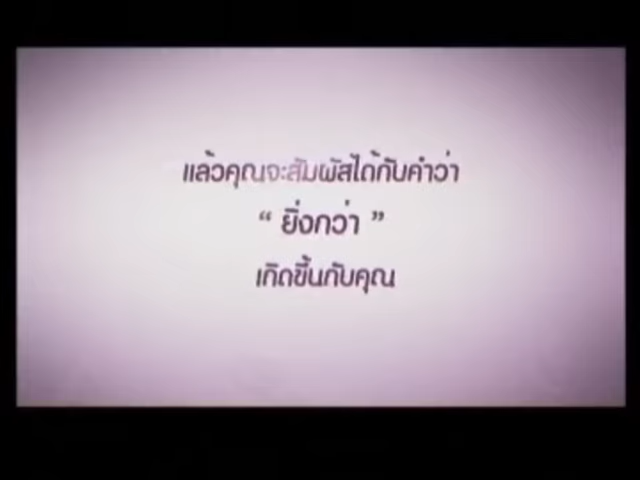 แล้วคุณจะสัมผัสได้กับคำว่า
“ ยิ่งกว่า ”
เกิดขึ้นกับคุณ